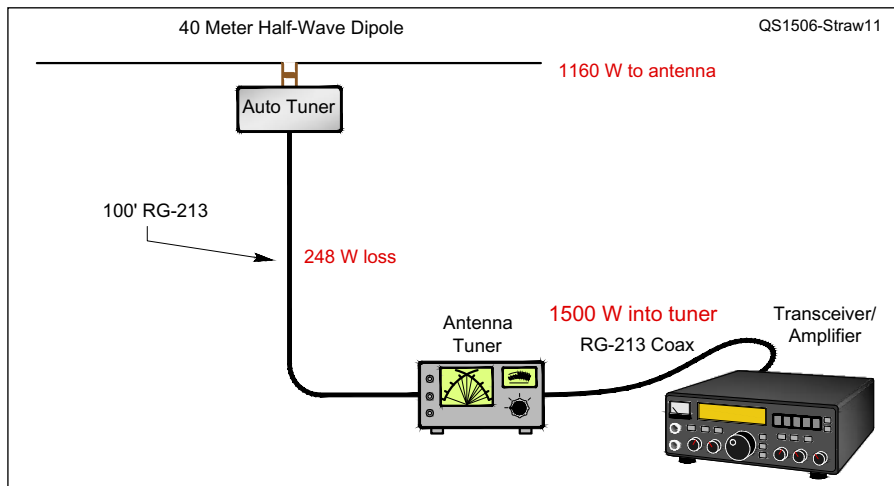 40 Meter Half-Wave Dipole
QS1506-Straw11
1160 W to antenna
Auto Tuner
100' RG-213
248 W loss
Antenna
Tuner
1500 W into tuner
RG-213 Coax
Transceiver/
Amplifier